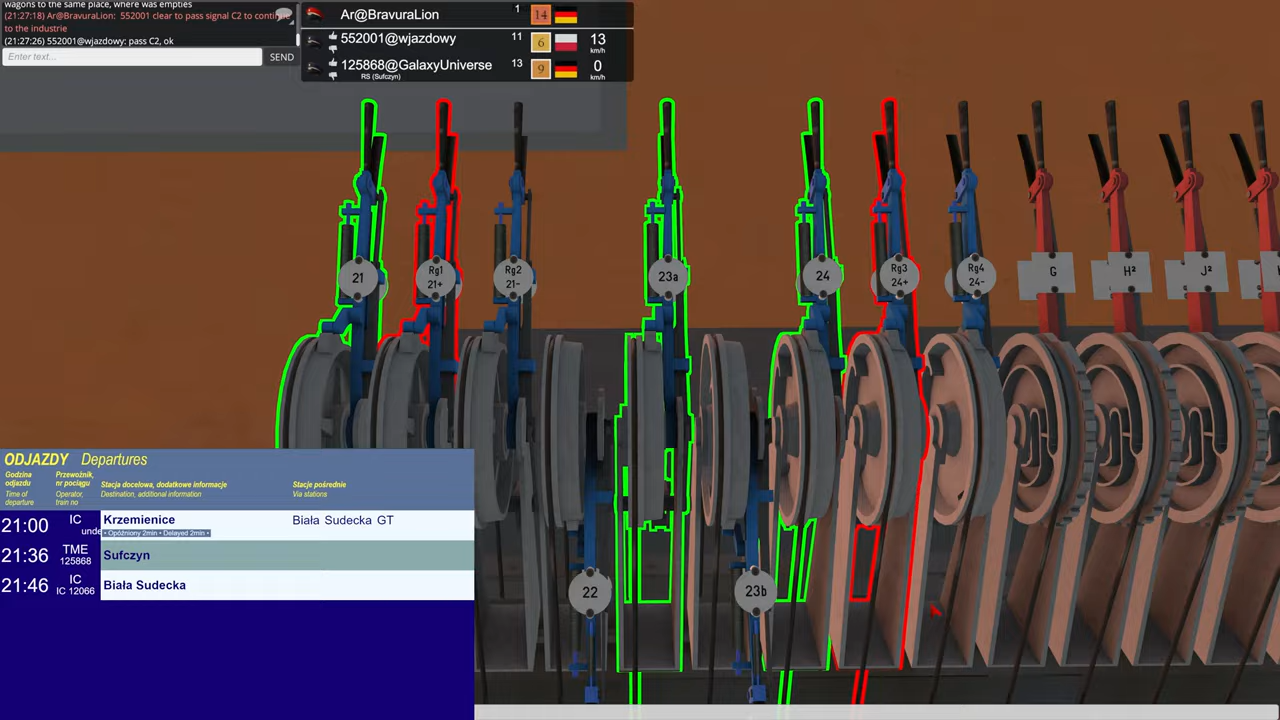 wagons to the same place, where was empties
(21:27:18) Ar@BravuraLion: 552001 clear to pass signal C2 to continue
to the industrie
(21:27:26) 552001@wjazdowy: pass C2, ok
Enter text...
SEND
Ar@BravuraLion 1 14
552001@wjazdowy 11 6 13 km/h
125868@GalaxyUniverse 13 9 0 km/h
RS (Sufczyn)
21
Rg1
21+
Rg2
21-
23a
24
Rg3
24+
Rg4
24-
G
H²
J²
22
23b
ODJAZDY Departures
Godzina
odjazdu
Time of
departure
Przewoźnik,
nr pociągu
Operator,
train no
Stacja docelowa, dodatkowe informacje
Destination, additional information
Stacje pośrednie
Via stations
21:00 IC Krzemienice Biała Sudecka GT
unde • Opóźniony 2min • Delayed 2min •
21:36 TME 125868 Sufczyn
21:46 IC IC 12066 Biała Sudecka